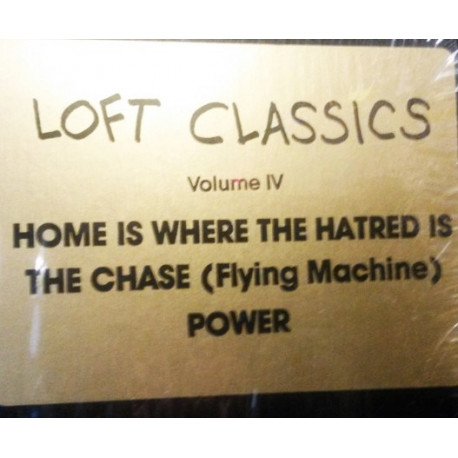 LOFT CLASSICS
Volume IV
HOME IS WHERE THE HATRED IS
THE CHASE (Flying Machine)
POWER